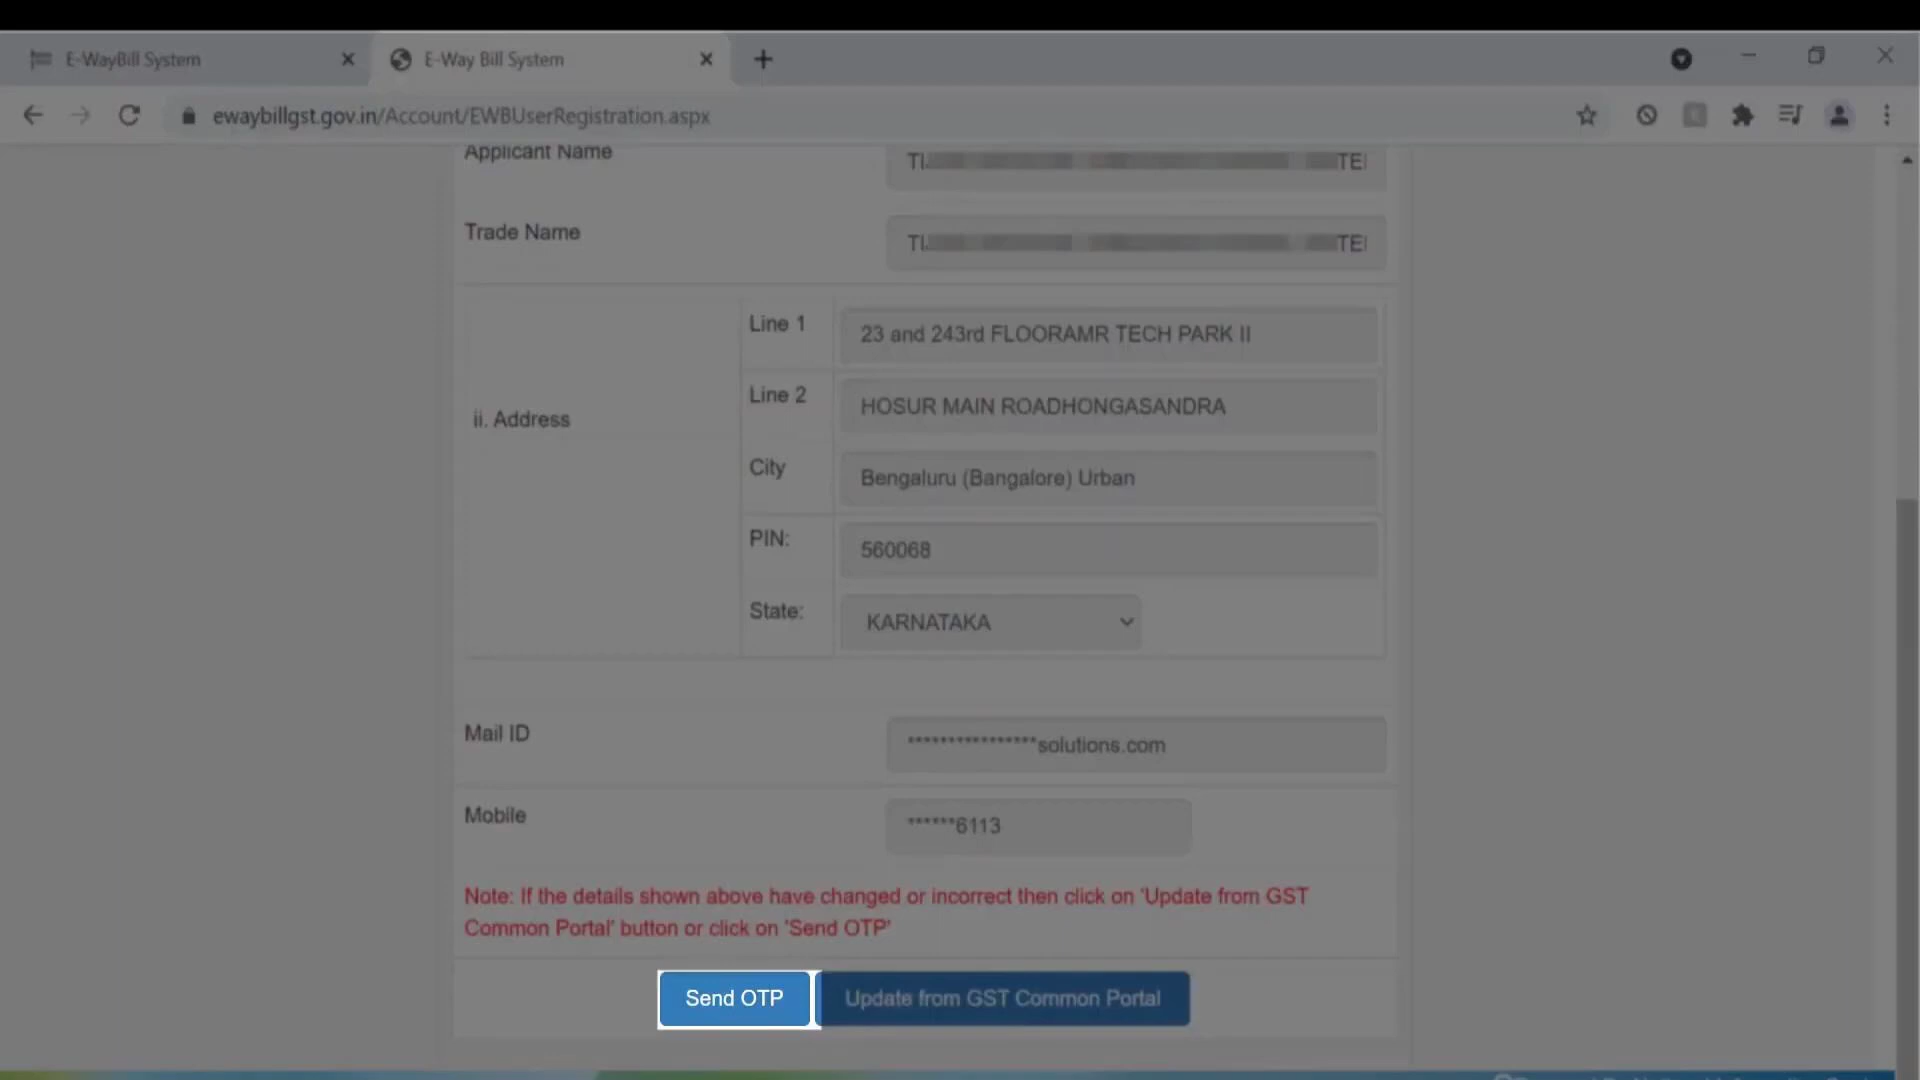 E-WayBill System
E-Way Bill System
ewaybillgst.gov.in/Account/EWBUserRegistration.aspx
Applicant Name
Trade Name
ii. Address
Line 1
23 and 243rd FLOORAMR TECH PARK II
Line 2
HOSUR MAIN ROADHONGASANDRA
City
Bengaluru (Bangalore) Urban
PIN:
560068
State:
KARNATAKA
Mail ID
****************solutions.com
Mobile
******6113
Note: If the details shown above have changed or incorrect then click on 'Update from GST
Common Portal' button or click on 'Send OTP'
Send OTP
Update from GST Common Portal